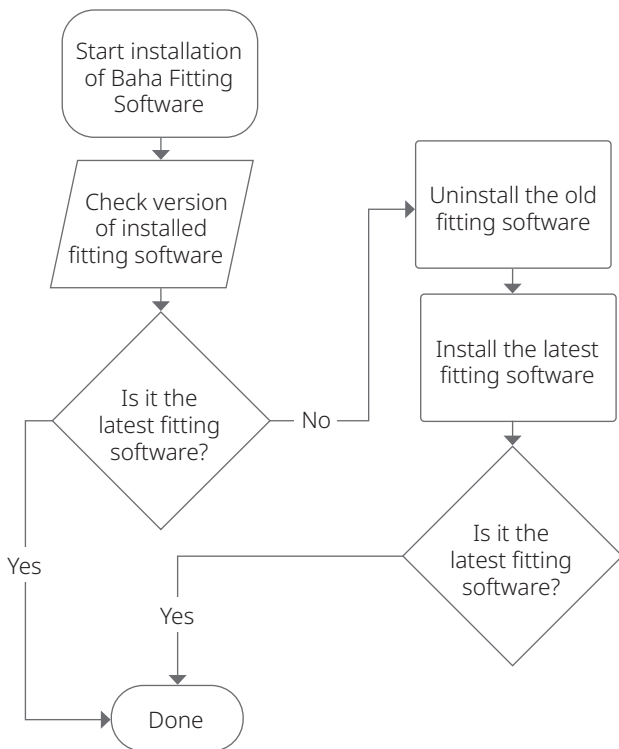 Start installation
of Baha Fitting
Software
Check version
of installed
fitting software
Is it the
latest fitting
software?
No
Yes
Uninstall the old
fitting software
Install the latest
fitting software
Is it the
latest fitting
software?
Yes
Done